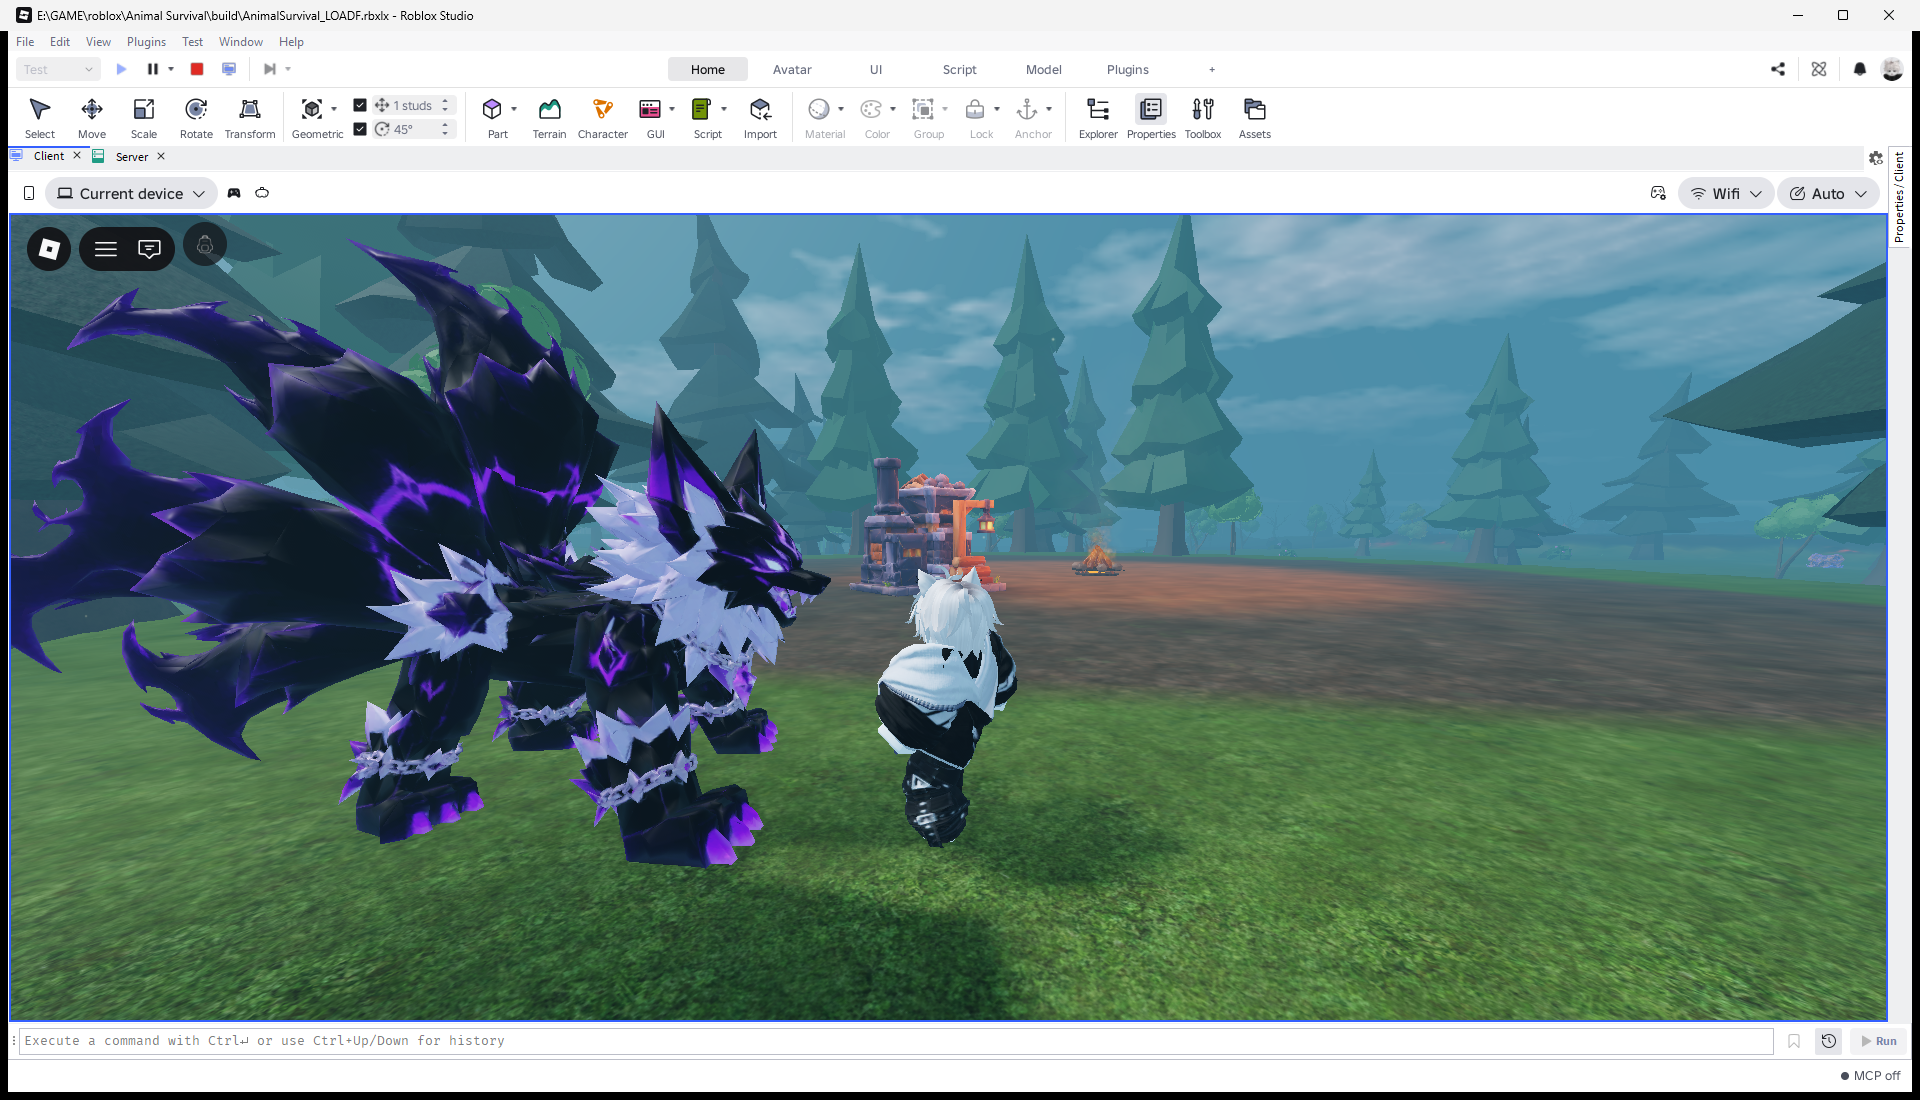 E:\GAME\roblox\Animal Survival\build\AnimalSurvival_LOADF.rbxlx - Roblox Studio
File Edit View Plugins Test Window Help
Test
Home Avatar UI Script Model Plugins +
1 studs
45°
Select Move Scale Rotate Transform Geometric Part Terrain Character GUI Script Import Material Color Group Lock Anchor Explorer Properties Toolbox Assets
Client Server
Properties / Client
Current device Wifi Auto
Execute a command with Ctrl↵ or use Ctrl+Up/Down for history
Run
MCP off